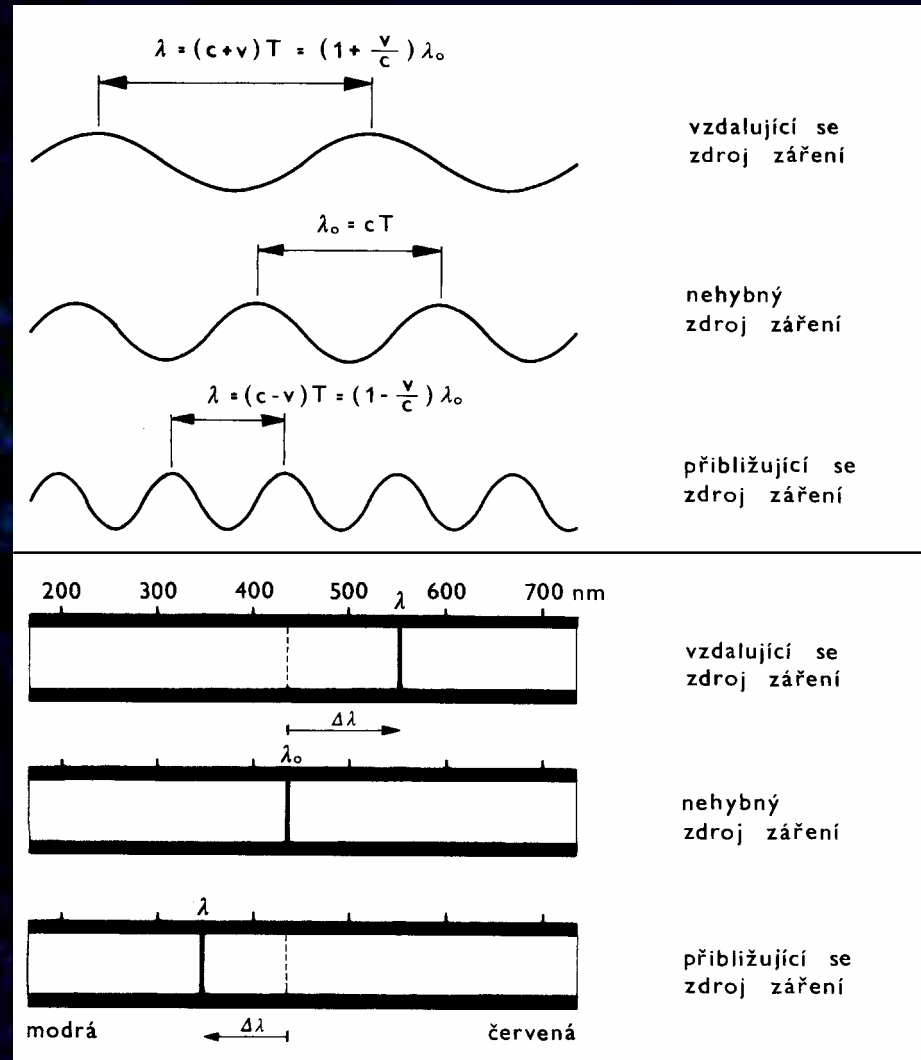 λ = (c+v)T = (1+ v/c) λ₀
vzdalující se
zdroj záření
λ₀ = cT
nehybný
zdroj záření
λ = (c-v)T = (1- v/c) λ₀
přibližující se
zdroj záření
200 300 400 500 600 700 nm
λ
vzdalující se
zdroj záření
Δλ
λ₀
nehybný
zdroj záření
λ
přibližující se
zdroj záření
modrá Δλ červená